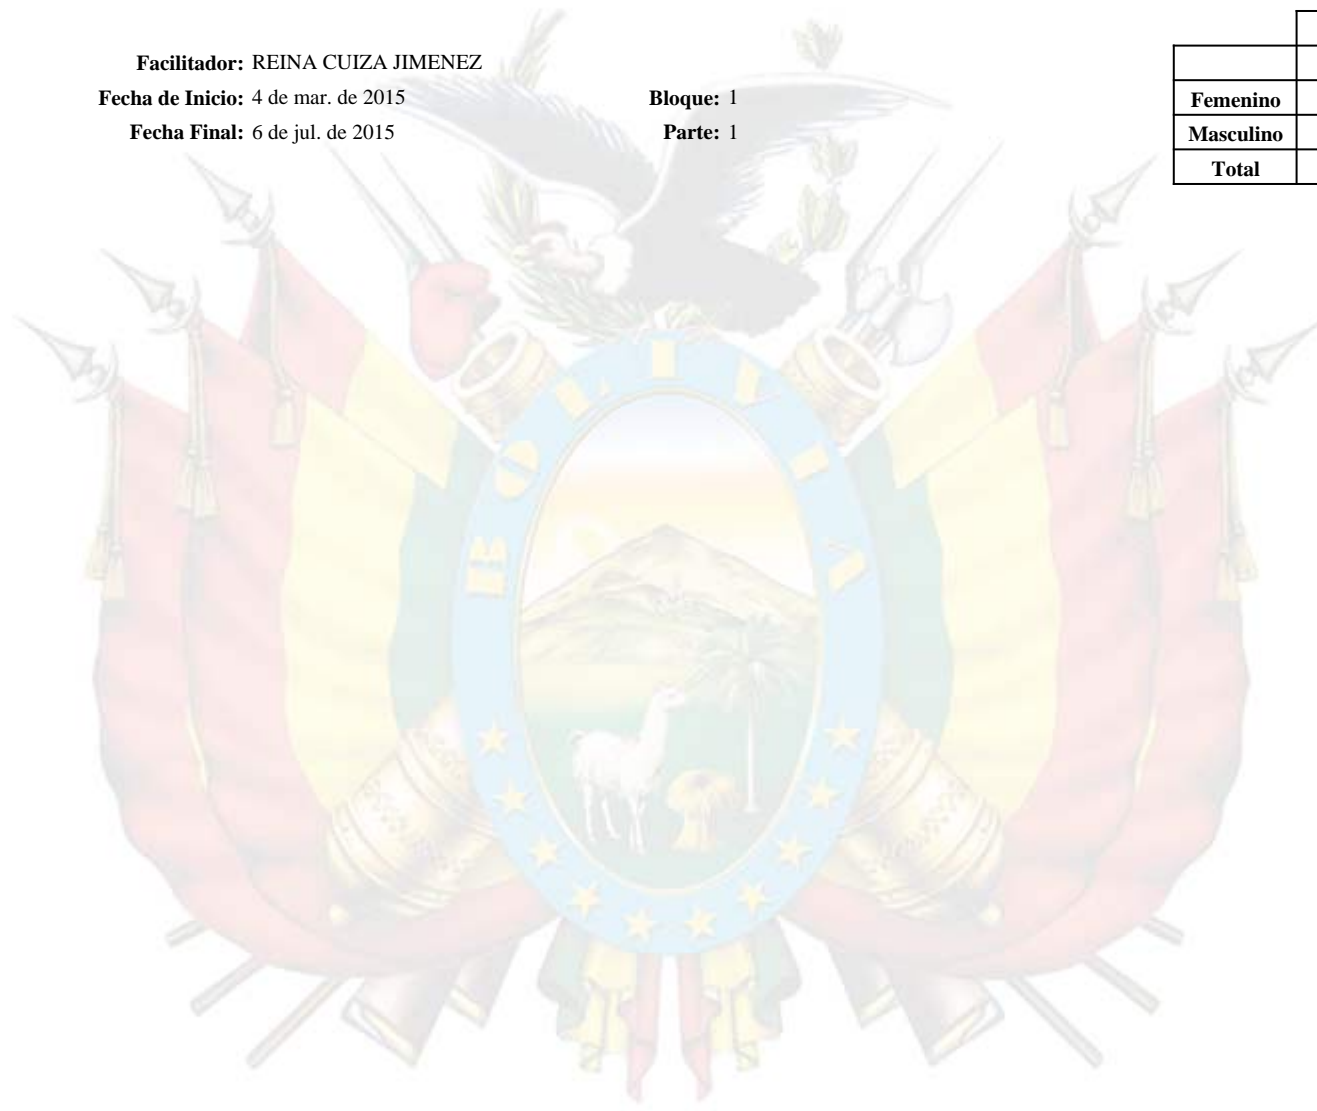 Facilitador: REINA CUIZA JIMENEZ
Fecha de Inicio: 4 de mar. de 2015 Bloque: 1
Fecha Final: 6 de jul. de 2015 Parte: 1
Femenino
Masculino
Total
BOLIVIA